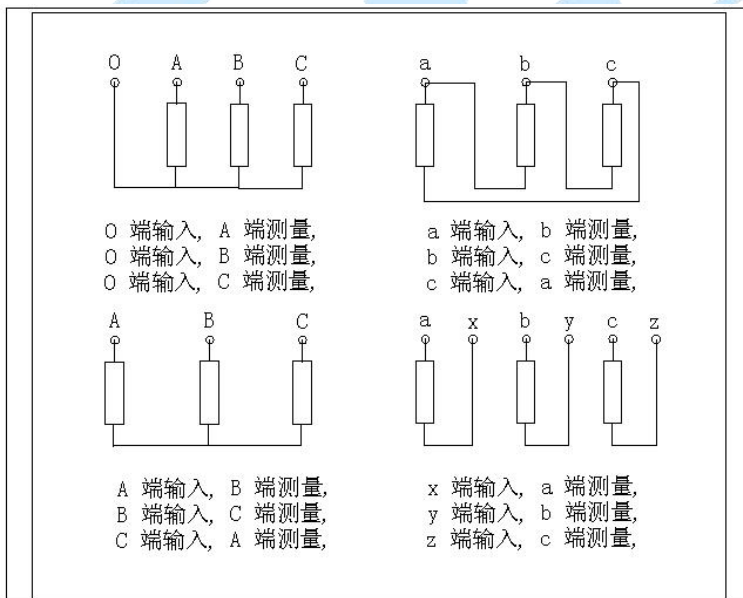 O A B C
O 端输入, A 端测量,
O 端输入, B 端测量,
O 端输入, C 端测量,
a b c
a 端输入, b 端测量,
b 端输入, c 端测量,
c 端输入, a 端测量,
A B C
A 端输入, B 端测量,
B 端输入, C 端测量,
C 端输入, A 端测量,
a x b y c z
x 端输入, a 端测量,
y 端输入, b 端测量,
z 端输入, c 端测量,